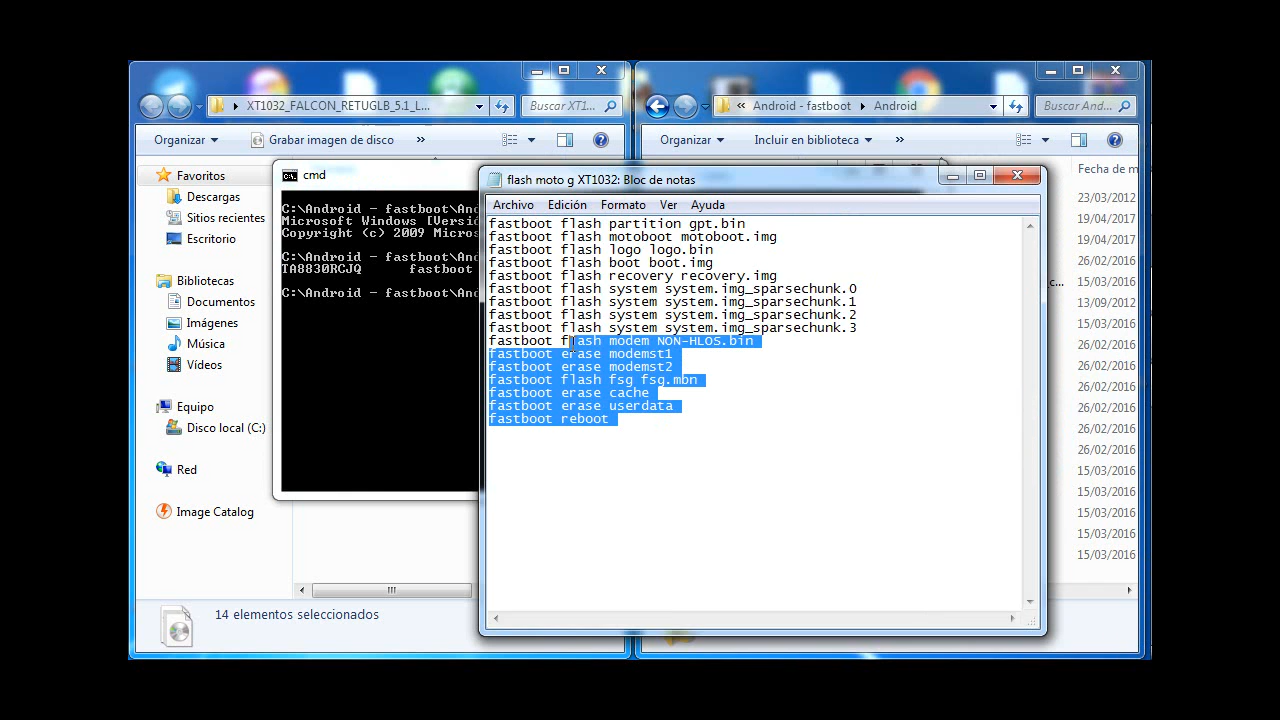 XT1032_FALCON_RETUGLB_5.1_L...
Buscar XT1...
Organizar
Grabar imagen de disco
»
Favoritos
Descargas
Sitios recientes
Escritorio
Bibliotecas
Documentos
Imágenes
Música
Vídeos
Equipo
Disco local (C:)
Red
Image Catalog
14 elementos seleccionados
cmd
C:\Android - fastboot\And
Microsoft Windows [Versió
Copyright (c) 2009 Micros
C:\Android - fastboot\And
TA8830RCJQ fastboot
C:\Android - fastboot\And
« Android - fastboot Android
Buscar And...
Organizar
Incluir en biblioteca
»
Fecha de m
23/03/2012
19/04/2017
19/04/2017
26/02/2016
15/03/2016
13/09/2012
26/02/2016
26/02/2016
26/02/2016
26/02/2016
26/02/2016
26/02/2016
26/02/2016
15/03/2016
15/03/2016
15/03/2016
15/03/2016
15/03/2016
c...
flash moto g XT1032: Bloc de notas
Archivo Edición Formato Ver Ayuda
fastboot flash partition gpt.bin
fastboot flash motoboot motoboot.img
fastboot flash logo logo.bin
fastboot flash boot boot.img
fastboot flash recovery recovery.img
fastboot flash system system.img_sparsechunk.0
fastboot flash system system.img_sparsechunk.1
fastboot flash system system.img_sparsechunk.2
fastboot flash system system.img_sparsechunk.3
fastboot flash modem NON-HLOS.bin
fastboot erase modemst1
fastboot erase modemst2
fastboot flash fsg fsg.mbn
fastboot erase cache
fastboot erase userdata
fastboot reboot